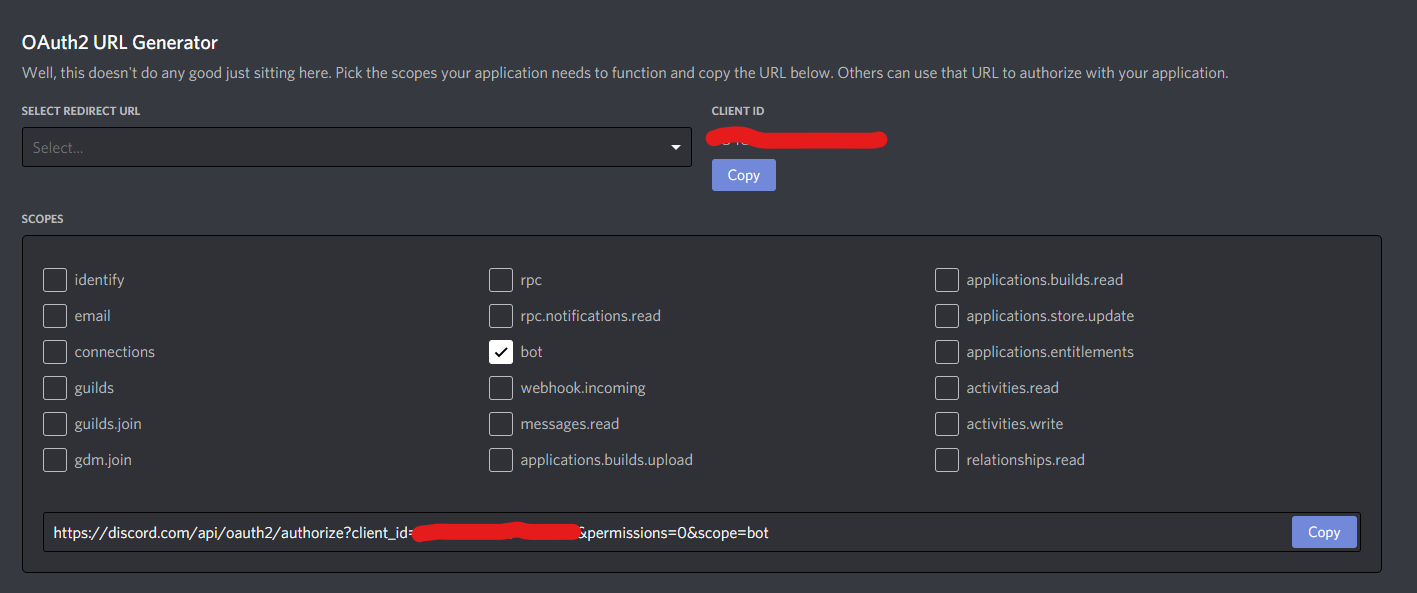 OAuth2 URL Generator
Well, this doesn't do any good just sitting here. Pick the scopes your application needs to function and copy the URL below. Others can use that URL to authorize with your application.
SELECT REDIRECT URL
CLIENT ID
Select...
Copy
SCOPES
identify
rpc
applications.builds.read
email
rpc.notifications.read
applications.store.update
connections
bot
applications.entitlements
guilds
webhook.incoming
activities.read
guilds.join
messages.read
activities.write
gdm.join
applications.builds.upload
relationships.read
https://discord.com/api/oauth2/authorize?client_id= &permissions=0&scope=bot
Copy